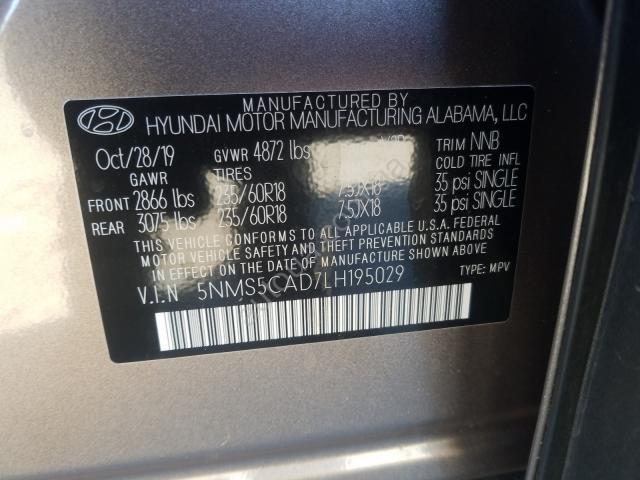 MANUFACTURED BY
HYUNDAI MOTOR MANUFACTURING ALABAMA, LLC
Oct/28/19 GVWR 4872 lbs TRIM NNB
GAWR TIRES COLD TIRE INFL
FRONT 2866 lbs 235/60R18 7.5JX18 35 psi SINGLE
REAR 3075 lbs 235/60R18 7.5JX18 35 psi SINGLE
THIS VEHICLE CONFORMS TO ALL APPLICABLE U.S.A. FEDERAL
MOTOR VEHICLE SAFETY BUMPER, AND THEFT PREVENTION STANDARDS
IN EFFECT ON THE DATE OF MANUFACTURE SHOWN ABOVE.
V.I.N 5NMS5CAD7LH195029 TYPE: MPV